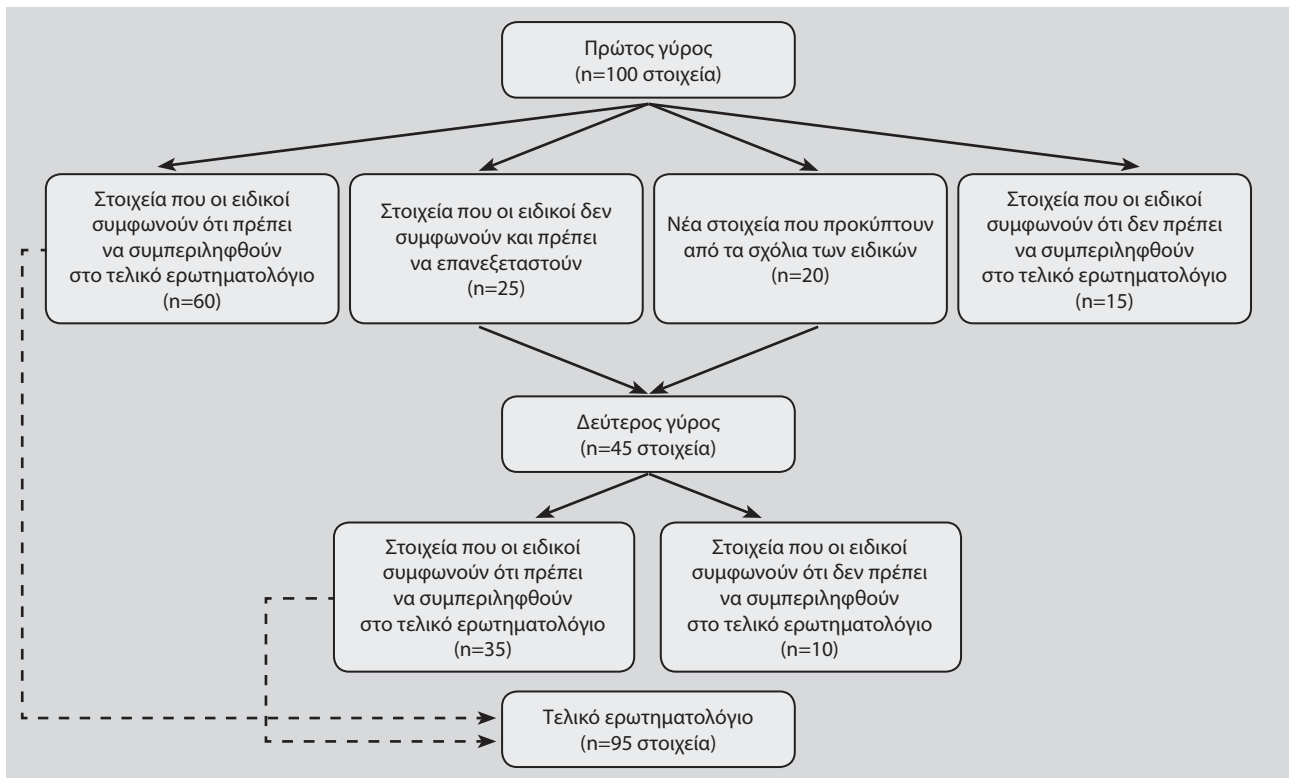 Πρώτος γύρος
(n=100 στοιχεία)
Στοιχεία που οι ειδικοί
συμφωνούν ότι πρέπει
να συμπεριληφθούν
στο τελικό ερωτηματολόγιο
(n=60)
Στοιχεία που οι ειδικοί δεν
συμφωνούν και πρέπει
να επανεξεταστούν
(n=25)
Νέα στοιχεία που προκύπτουν
από τα σχόλια των ειδικών
(n=20)
Στοιχεία που οι ειδικοί
συμφωνούν ότι δεν πρέπει
να συμπεριληφθούν
στο τελικό ερωτηματολόγιο
(n=15)
Δεύτερος γύρος
(n=45 στοιχεία)
Στοιχεία που οι ειδικοί
συμφωνούν ότι πρέπει
να συμπεριληφθούν
στο τελικό ερωτηματολόγιο
(n=35)
Στοιχεία που οι ειδικοί
συμφωνούν ότι δεν πρέπει
να συμπεριληφθούν
στο τελικό ερωτηματολόγιο
(n=10)
Τελικό ερωτηματολόγιο
(n=95 στοιχεία)